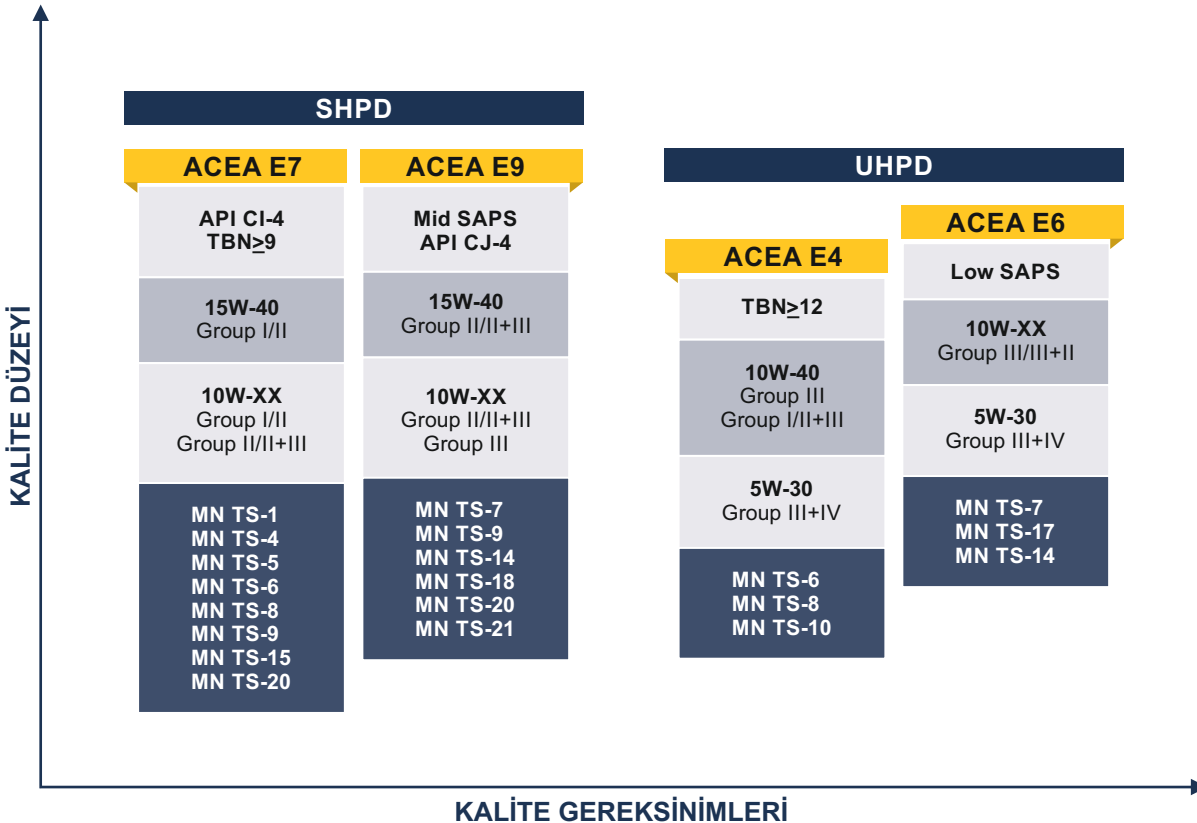 KALİTE DÜZEYİ
SHPD
ACEA E7
API CI-4
TBN≥9
15W-40
Group I/II
10W-XX
Group I/II
Group II/II+III
MN TS-1
MN TS-4
MN TS-5
MN TS-6
MN TS-8
MN TS-9
MN TS-15
MN TS-20
ACEA E9
Mid SAPS
API CJ-4
15W-40
Group II/II+III
10W-XX
Group II/II+III
Group III
MN TS-7
MN TS-9
MN TS-14
MN TS-18
MN TS-20
MN TS-21
UHPD
ACEA E4
TBN≥12
10W-40
Group III
Group I/II+III
5W-30
Group III+IV
MN TS-6
MN TS-8
MN TS-10
ACEA E6
Low SAPS
10W-XX
Group III/III+II
5W-30
Group III+IV
MN TS-7
MN TS-17
MN TS-14
KALİTE GEREKSİNİMLERİ